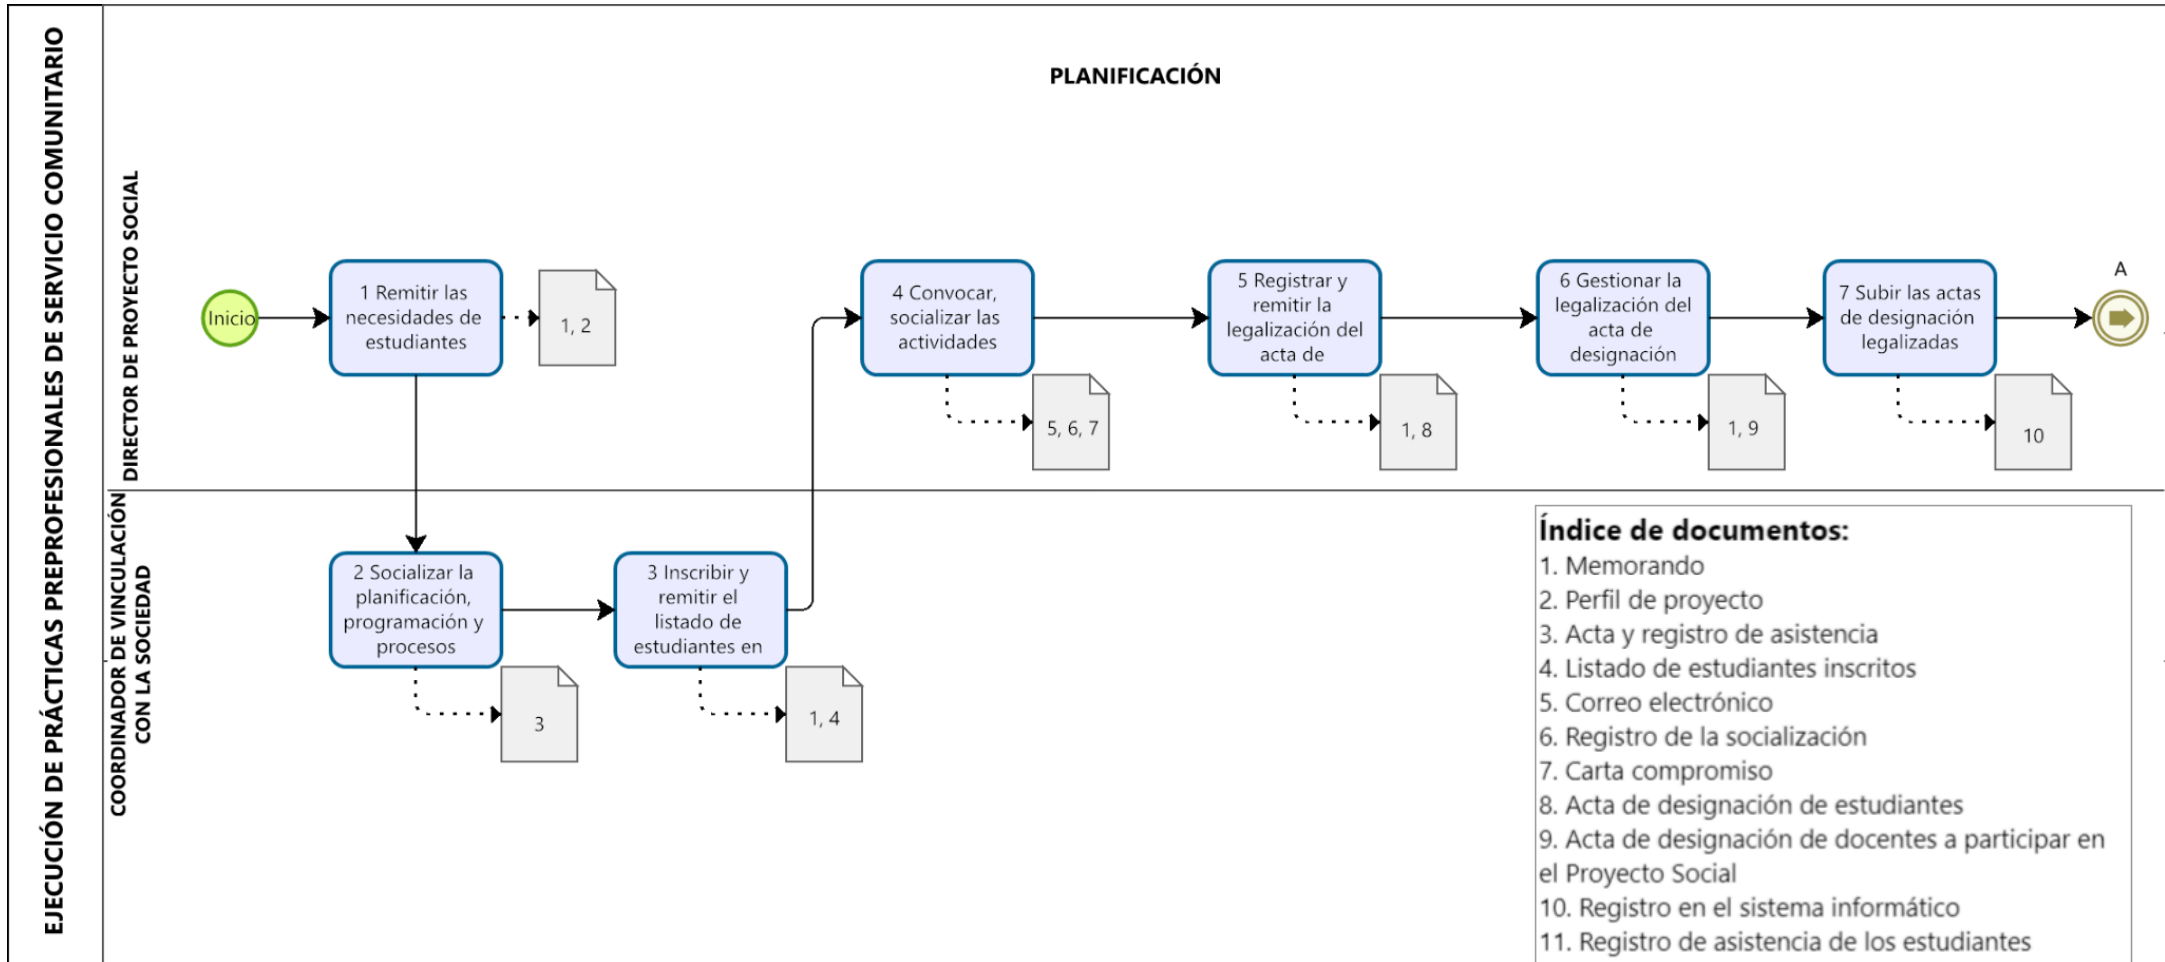 EJECUCIÓN DE PRÁCTICAS PREPROFESIONALES DE SERVICIO COMUNITARIO
PLANIFICACIÓN
DIRECTOR DE PROYECTO SOCIAL
Inicio
1 Remitir las
necesidades de
estudiantes
1, 2
4 Convocar,
socializar las
actividades
5, 6, 7
5 Registrar y
remitir la
legalización del
acta de
1, 8
6 Gestionar la
legalización del
acta de
designación
1, 9
7 Subir las actas
de designación
legalizadas
10
A
COORDINADOR DE VINCULACIÓN
CON LA SOCIEDAD
2 Socializar la
planificación,
programación y
procesos
3
3 Inscribir y
remitir el
listado de
estudiantes en
1, 4
Índice de documentos:
1. Memorando
2. Perfil de proyecto
3. Acta y registro de asistencia
4. Listado de estudiantes inscritos
5. Correo electrónico
6. Registro de la socialización
7. Carta compromiso
8. Acta de designación de estudiantes
9. Acta de designación de docentes a participar en
el Proyecto Social
10. Registro en el sistema informático
11. Registro de asistencia de los estudiantes